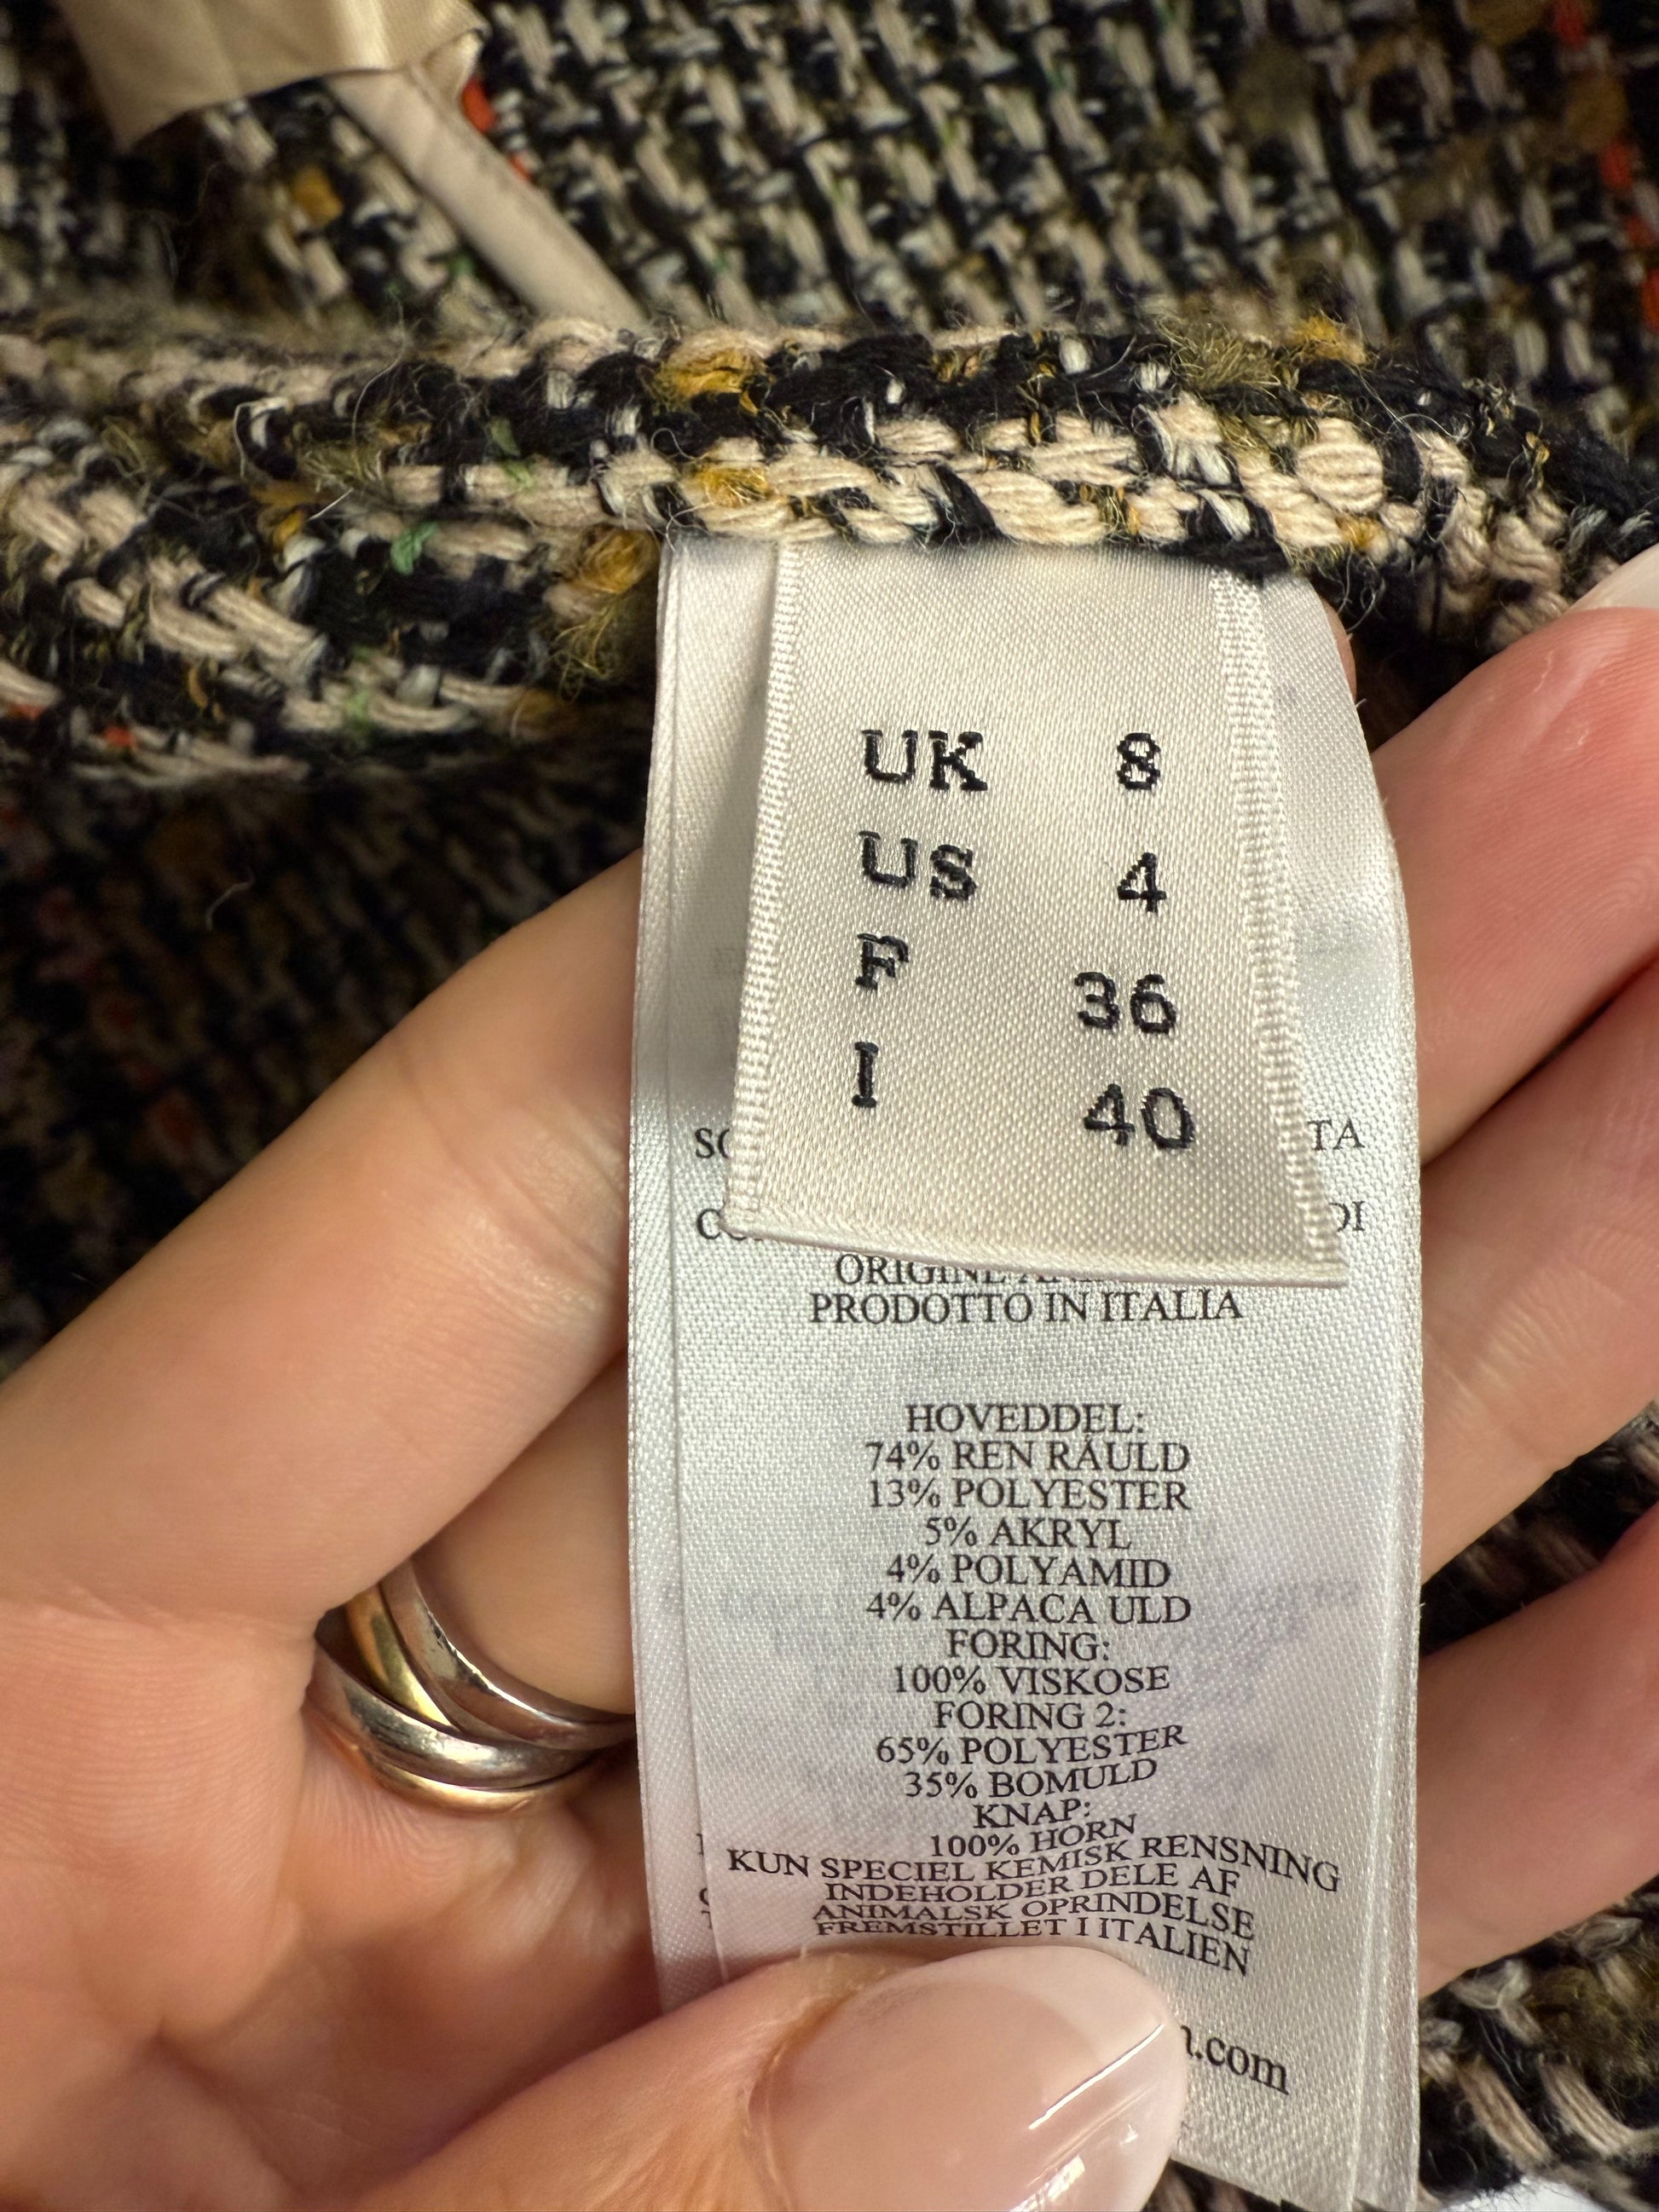 UK 8
US 4
F 36
I 40
PRODOTTO IN ITALIA
HOVEDDEL:
74% REN RÅULD
13% POLYESTER
5% AKRYL
4% POLYAMID
4% ALPACA ULD
FORING:
100% VISKOSE
FORING 2:
65% POLYESTER
35% BOMULD
KNAP:
100% HORN
KUN SPECIEL KEMISK RENSNING
INDEHOLDER DELE AF
ANIMALSK OPRINDELSE
FREMSTILLET I ITALIEN